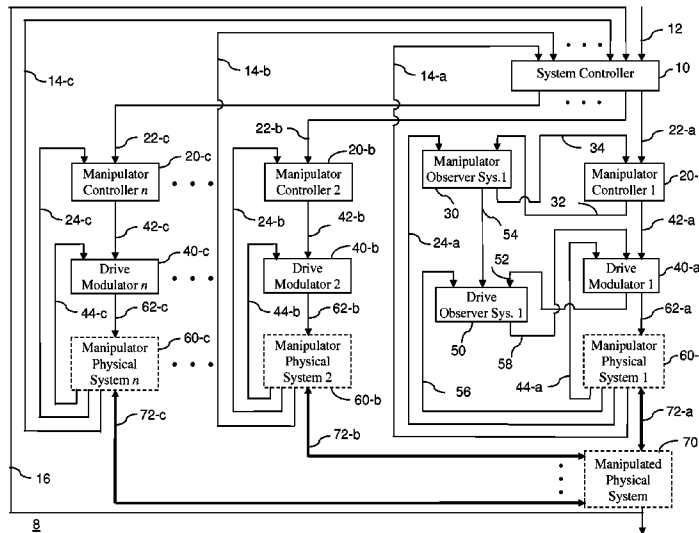 12
14-c
14-b
14-a
System Controller
10
22-c
22-b
34
22-a
Manipulator
Controller n
20-c
Manipulator
Controller 2
20-b
Manipulator
Observer Sys.1
Manipulator
Controller 1
20-
24-c
42-c
24-b
42-b
30
54
32
42-a
24-a
Drive
Modulator n
40-c
Drive
Modulator 2
40-b
52
Drive
Observer Sys. 1
Drive
Modulator 1
40-a
44-c
62-c
44-b
62-b
50
58
62-a
Manipulator
Physical
System n
60-c
Manipulator
Physical
System 2
60-b
56
44-a
Manipulator
Physical
System 1
60-
72-c
72-b
72-a
70
Manipulated
Physical
System
16
8